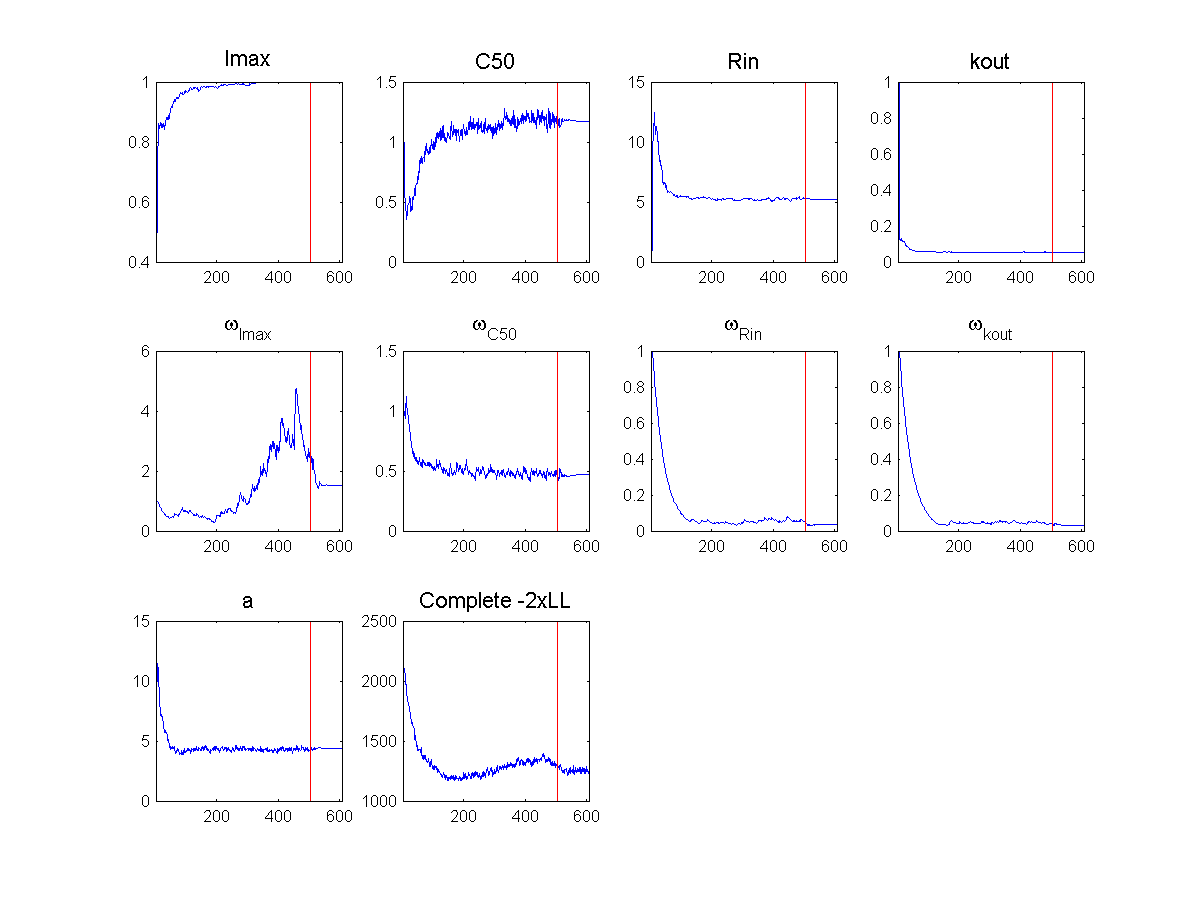 Imax C50 Rin kout
1 1.5 15 1
0.8 1 10 0.8
0.6 0.5 5 0.6
0.4 0 0 0.4
0.2
0
200 400 600 200 400 600 200 400 600 200 400 600
ωImax ωC50 ωRin ωkout
6 1.5 1 1
4 1 0.8 0.8
2 0.5 0.6 0.6
0 0 0.4 0.4
0.2 0.2
0 0
200 400 600 200 400 600 200 400 600 200 400 600
a Complete -2xLL
15 2500
10 2000
5 1500
0 1000
200 400 600 200 400 600